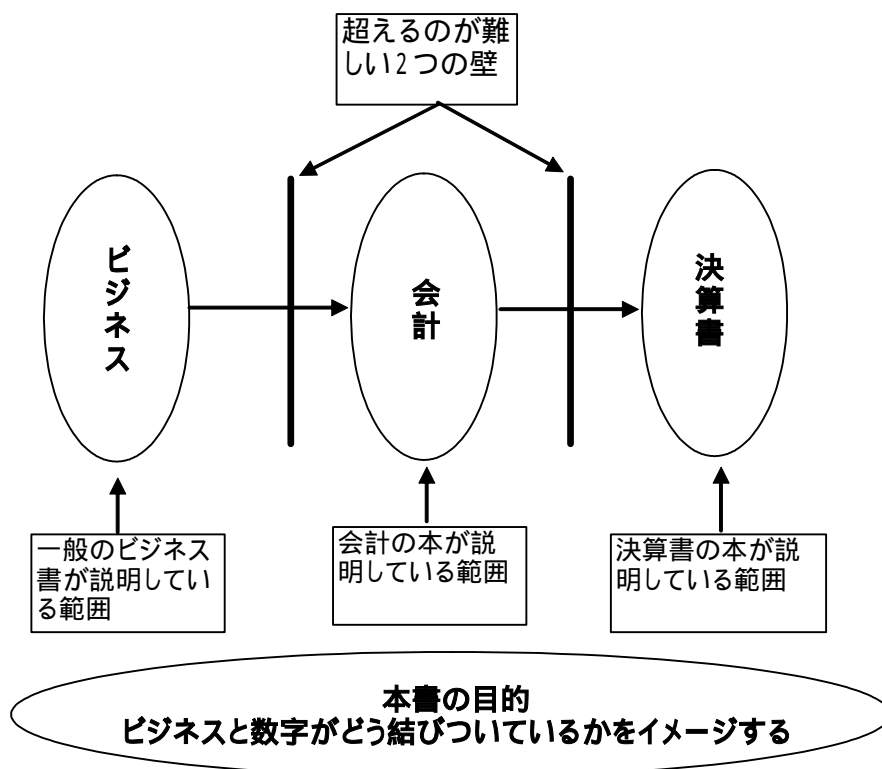 超えるのが難
しい2つの壁
ビジネス
会計
決算書
一般のビジネス
書が説明してい
る範囲
会計の本が説
明している範囲
決算書の本が説
明している範囲
本書の目的
ビジネスと数字がどう結びついているかをイメージする